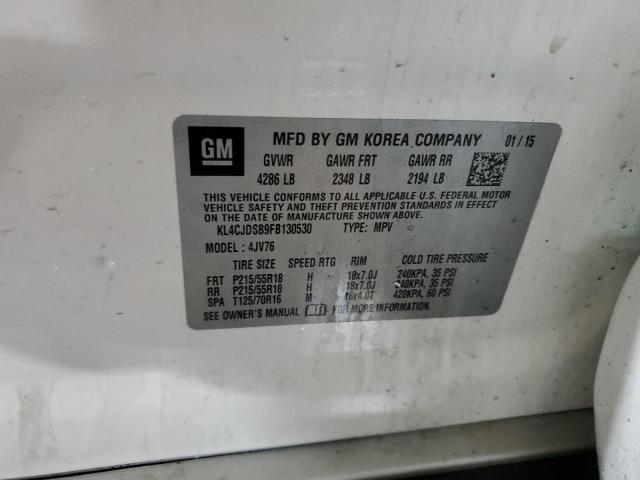 GM
MFD BY GM KOREA COMPANY 01/15
GVWR GAWR FRT GAWR RR
4286 LB 2348 LB 2194 LB
THIS VEHICLE CONFORMS TO ALL APPLICABLE U.S. FEDERAL MOTOR
VEHICLE SAFETY AND THEFT PREVENTION STANDARDS IN EFFECT
ON THE DATE OF MANUFACTURE SHOWN ABOVE.
KL4CJDSB9FB130530 TYPE: MPV
MODEL: 4JV76
TIRE SIZE SPEED RTG RIM COLD TIRE PRESSURE
FRT P215/55R18 H 18x7.0J 240KPA, 35 PSI
RR P215/55R18 H 18x7.0J 240KPA, 35 PSI
SPA T125/70R16 M 16x4.0T 420KPA, 60 PSI
SEE OWNER'S MANUAL FOR MORE INFORMATION.